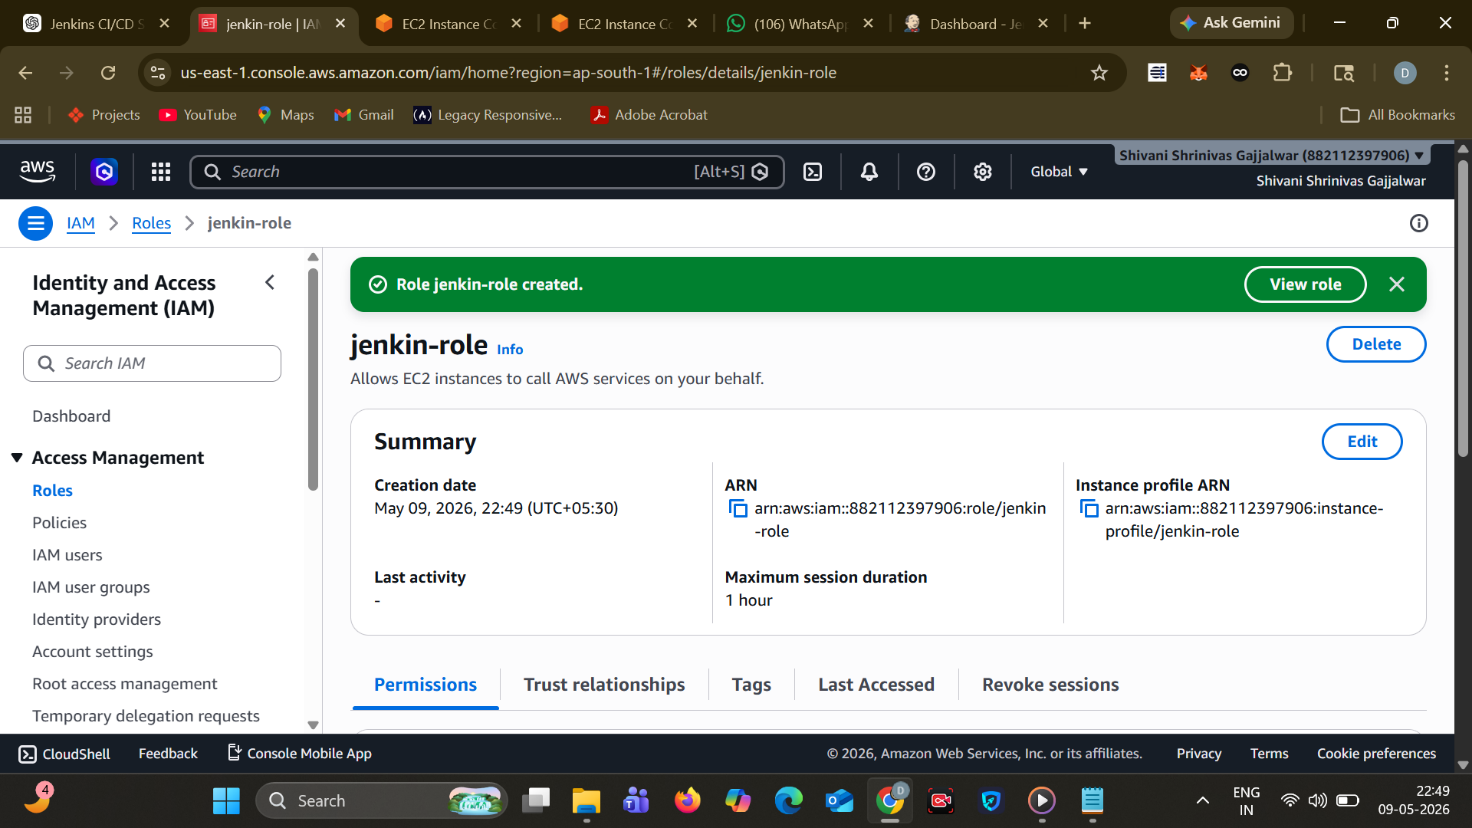 Jenkins CI/CD S
jenkin-role | IAM
EC2 Instance Co
EC2 Instance Co
(106) WhatsApp
Dashboard - Je
Ask Gemini
us-east-1.console.aws.amazon.com/iam/home?region=ap-south-1#/roles/details/jenkin-role
D
Projects
YouTube
Maps
Gmail
Legacy Responsive...
Adobe Acrobat
All Bookmarks
aws
Search
[Alt+S]
Global
Shivani Shrinivas Gajjalwar (882112397906)
Shivani Shrinivas Gajjalwar
IAM
Roles
jenkin-role
Identity and Access
Management (IAM)
Search IAM
Dashboard
Access Management
Roles
Policies
IAM users
IAM user groups
Identity providers
Account settings
Root access management
Temporary delegation requests
Role jenkin-role created.
View role
jenkin-role Info
Delete
Allows EC2 instances to call AWS services on your behalf.
Summary
Edit
Creation date
May 09, 2026, 22:49 (UTC+05:30)
ARN
arn:aws:iam::882112397906:role/jenkin
-role
Instance profile ARN
arn:aws:iam::882112397906:instance-
profile/jenkin-role
Last activity
-
Maximum session duration
1 hour
Permissions
Trust relationships
Tags
Last Accessed
Revoke sessions
CloudShell
Feedback
Console Mobile App
© 2026, Amazon Web Services, Inc. or its affiliates.
Privacy
Terms
Cookie preferences
4
Search
D
ENG
IN
22:49
09-05-2026